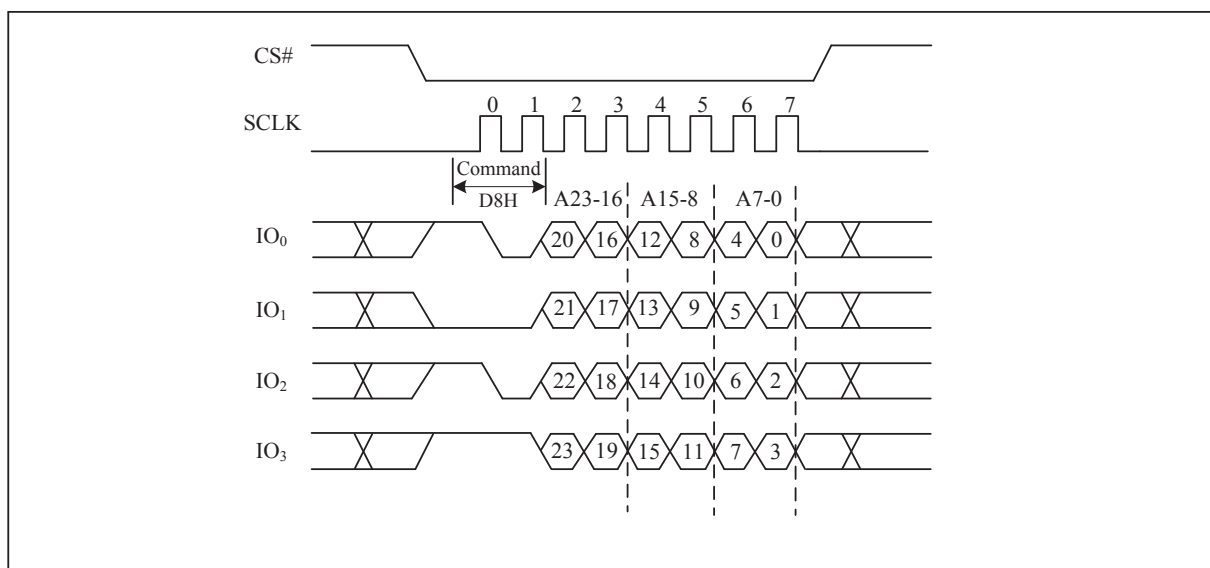 CS#
0 1 2 3 4 5 6 7
SCLK
Command
D8H
A23-16 A15-8 A7-0
IO₀ 20 16 12 8 4 0
IO₁ 21 17 13 9 5 1
IO₂ 22 18 14 10 6 2
IO₃ 23 19 15 11 7 3